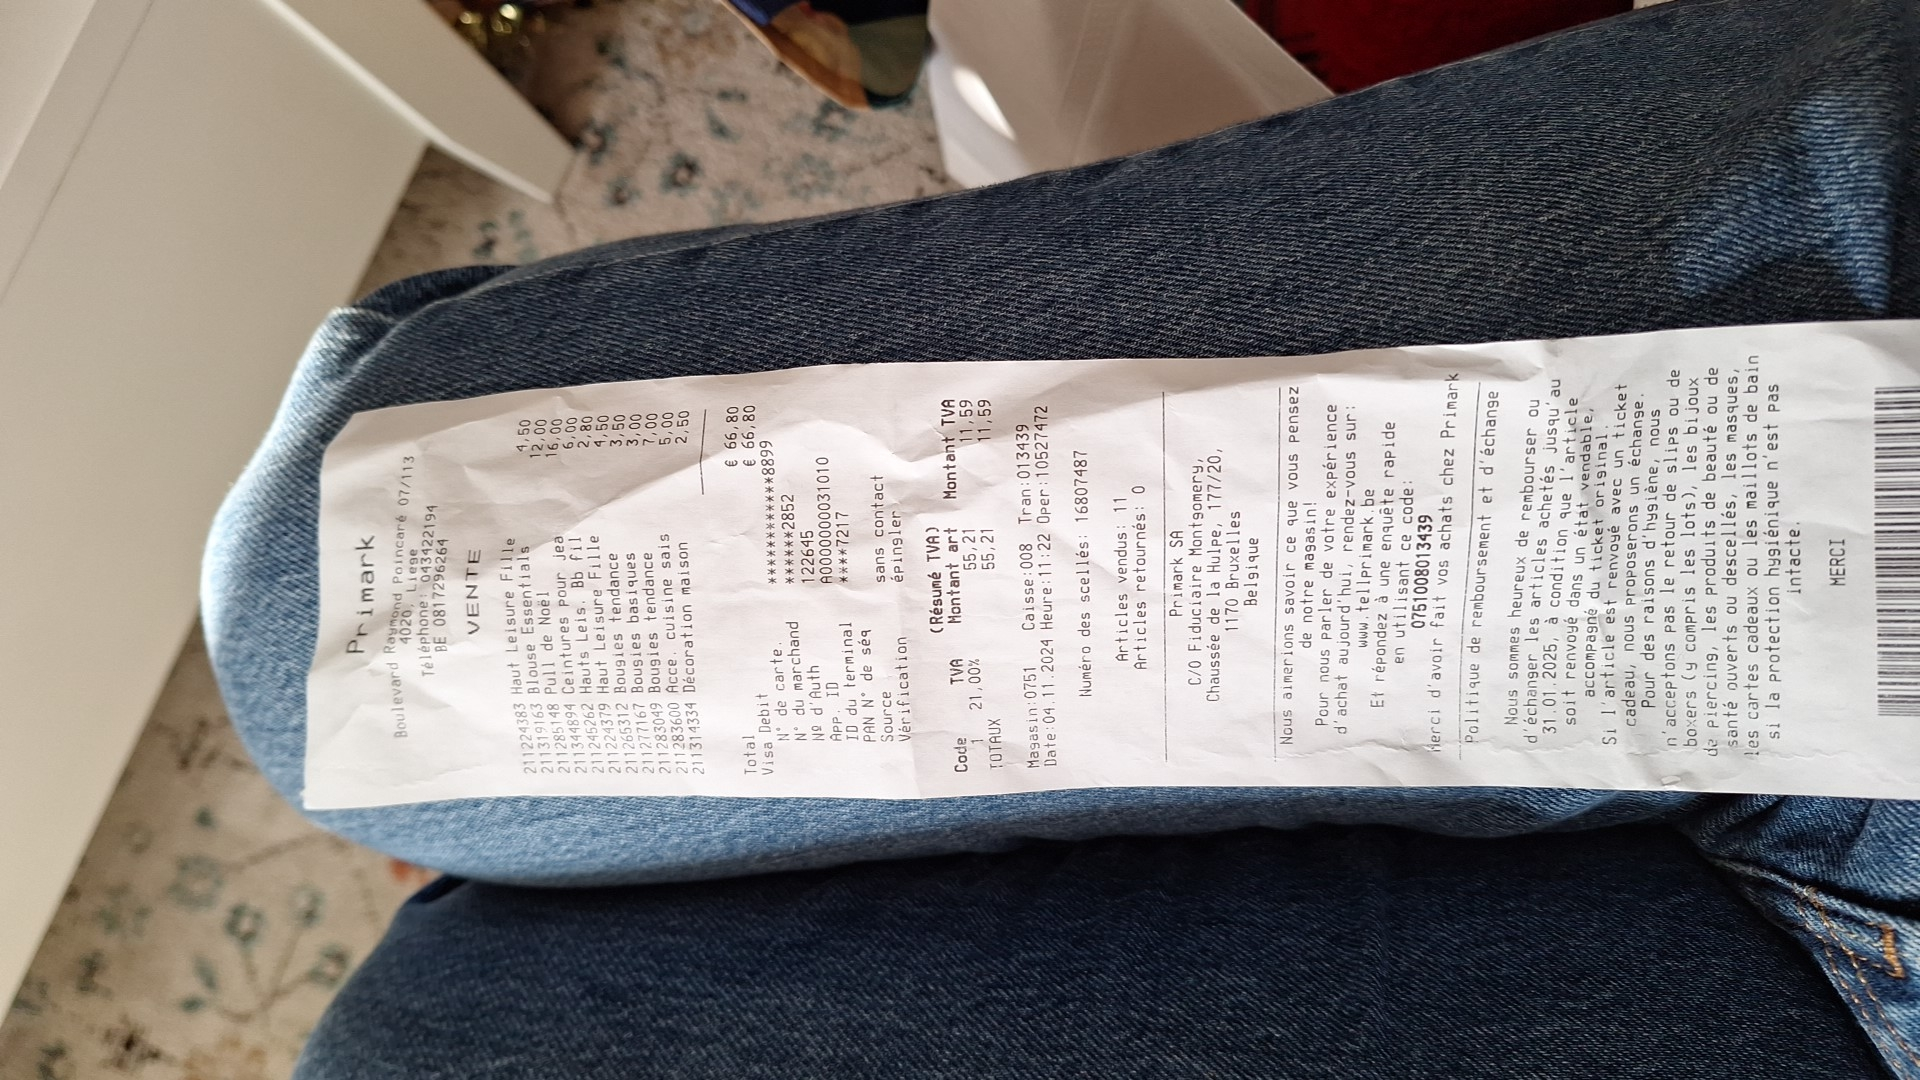 Primark
Boulevard Raymond Poincaré 07/113
4020, Liege
Téléphone: 043422194
BE 0817296264
VENTE
211224383 Haut Leisure Fille 4,50
211319163 Blouse Essentials 12,00
211285148 Pull de Noël 16,00
211344694 Ceintures pour jea 6,00
211245262 Hauts Leis. Bb fil 2,80
211224379 Haut Leisure Fille 4,50
211265312 Bougies tendance 3,50
211277167 Bousies basiques 3,00
211283049 Bougies tendance 7,00
211283600 Acce. cuisine sais 5,00
211314334 Décoration maison 2,50
Total € 66,80
Visa Debit € 66,80
N° de carte. ***************8899
N° du marchand ******2852
Nº d'Auth 122645
App. ID A0000000031010
ID du terminal ****7217
PAN N° de séq
Source sans contact
Vérification épingler
(Résumé TVA)
Code TVA Montant art Montant TVA
1 21,00% 55,21 11,59
TOTAUX 55,21 11,59
Magasin:0751 Caisse:008 Tran:013439
Date:04.11.2024 Heure:11:22 Oper:10527472
Numéro des scellés: 16807487
Articles vendus: 11
Articles retournés: 0
Primark SA
C/O Fiduciaire Montgomery,
Chaussée de la Hulpe, 177/20,
1170 Bruxelles
Belgique
Nous aimerions savoir ce que vous pensez
de notre magasin!
Pour nous parler de votre expérience
d'achat aujourd'hui, rendez-vous sur:
www.tellprimark.be
Et répondez à une enquête rapide
en utilisant ce code:
0751008013439
Merci d'avoir fait vos achats chez Primark
Politique de remboursement et d'échange
Nous sommes heureux de rembourser ou
d'échanger les articles achetés jusqu'au
31.01.2025, à condition que l'article
soit renvoyé dans un état vendable,
accompagné du ticket original.
Si l'article est renvoyé avec un ticket
cadeau, nous proposerons un échange.
Pour des raisons d'hygiène, nous
n'acceptons pas le retour de slips ou de
boxers (y compris les lots), les bijoux
de piercins, les produits de beauté ou de
santé ouverts ou descellés, les masques,
les cartes cadeaux ou les maillots de bain
si la protection hygiénique n'est pas
intacte.
MERCI